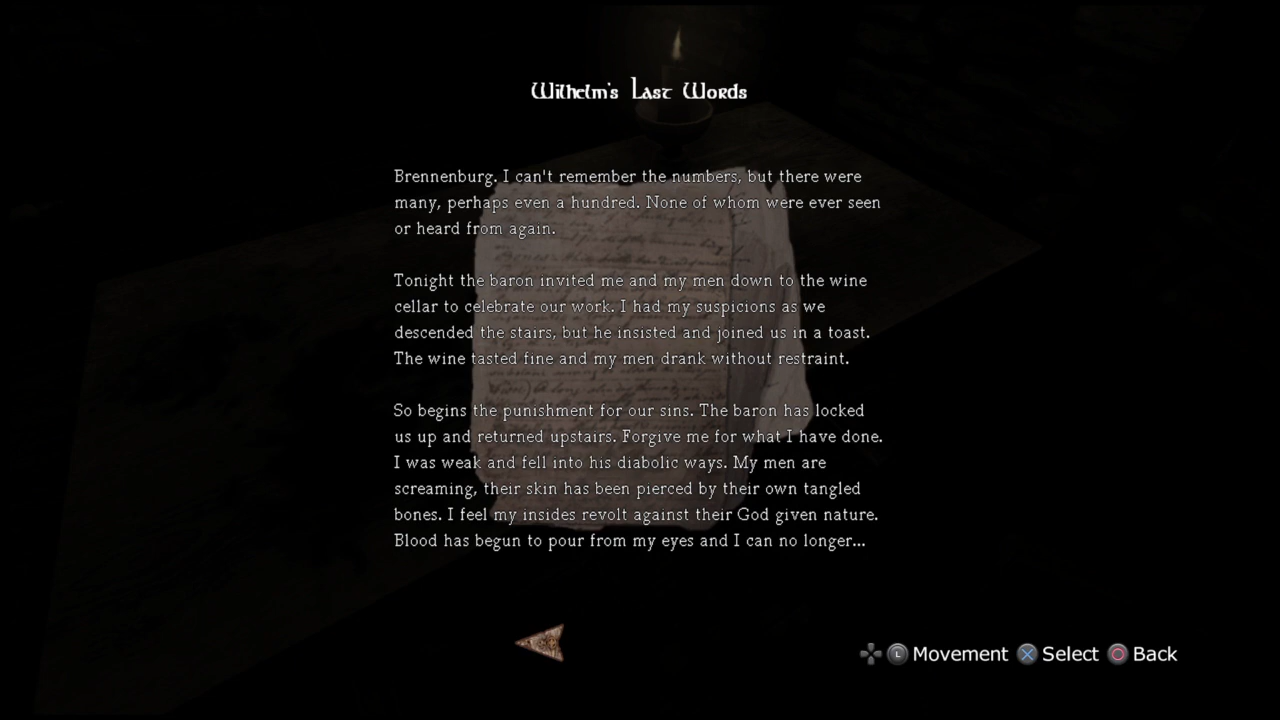 Wilhelm's Last Words
Brennenburg. I can't remember the numbers, but there were
many, perhaps even a hundred. None of whom were ever seen
or heard from again.
Tonight the baron invited me and my men down to the wine
cellar to celebrate our work. I had my suspicions as we
descended the stairs, but he insisted and joined us in a toast.
The wine tasted fine and my men drank without restraint.
So begins the punishment for our sins. The baron has locked
us up and returned upstairs. Forgive me for what I have done.
I was weak and fell into his diabolic ways. My men are
screaming, their skin has been pierced by their own tangled
bones. I feel my insides revolt against their God given nature.
Blood has begun to pour from my eyes and I can no longer...
L Movement Select Back